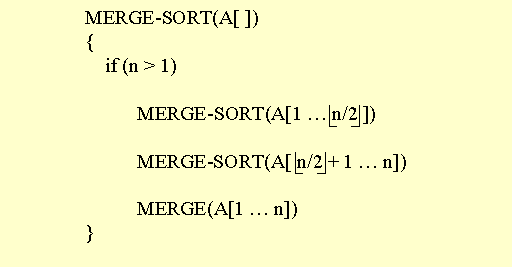 MERGE-SORT(A[ ])
{
if (n > 1)
MERGE-SORT(A[1 …⌊n/2⌋])
MERGE-SORT(A[⌊n/2⌋+ 1 … n])
MERGE(A[1 … n])
}